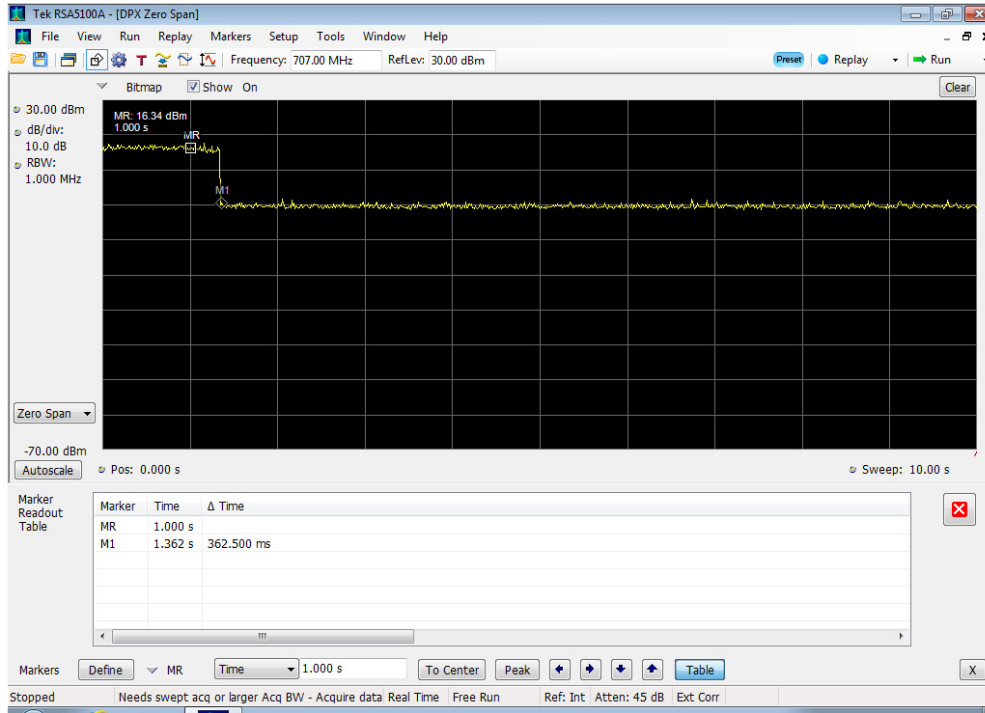 Tek RSA5100A - [DPX Zero Span]
File View Run Replay Markers Setup Tools Window Help
T Frequency: 707.00 MHz RefLev: 30.00 dBm Preset Replay Run
Bitmap Show On Clear
30.00 dBm
dB/div:
10.0 dB
RBW:
1.000 MHz
MR: 16.34 dBm
1.000 s
MR
M1
Zero Span
-70.00 dBm
Autoscale Pos: 0.000 s Sweep: 10.00 s
Marker
Readout
Table
Marker Time Δ Time
MR 1.000 s
M1 1.362 s 362.500 ms
Markers Define MR Time 1.000 s To Center Peak Table X
Stopped Needs swept acq or larger Acq BW - Acquire data Real Time Free Run Ref: Int Atten: 45 dB Ext Corr